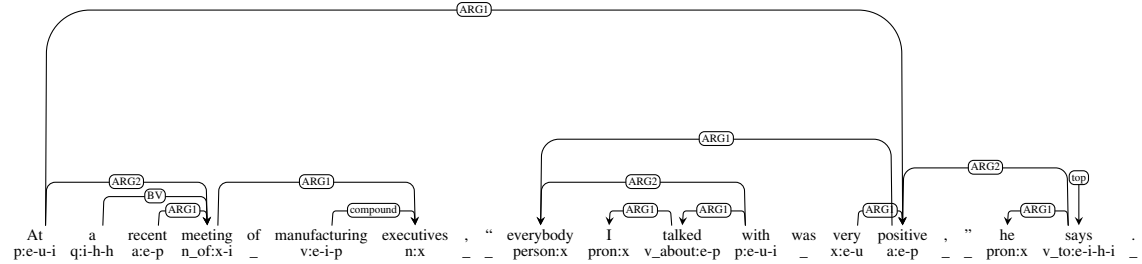 ARG1
ARG1
ARG2 ARG1 ARG2 ARG2 top
BV
ARG1 compound ARG1 ARG1 ARG1 ARG1
At a recent meeting of manufacturing executives , “ everybody I talked with was very positive , ” he says .
p:e-u-i q:i-h-h a:e-p n_of:x-i _ v:e-i-p n:x _ _ person:x pron:x v_about:e-p p:e-u-i _ x:e-u a:e-p _ _ pron:x v_to:e-i-h-i _